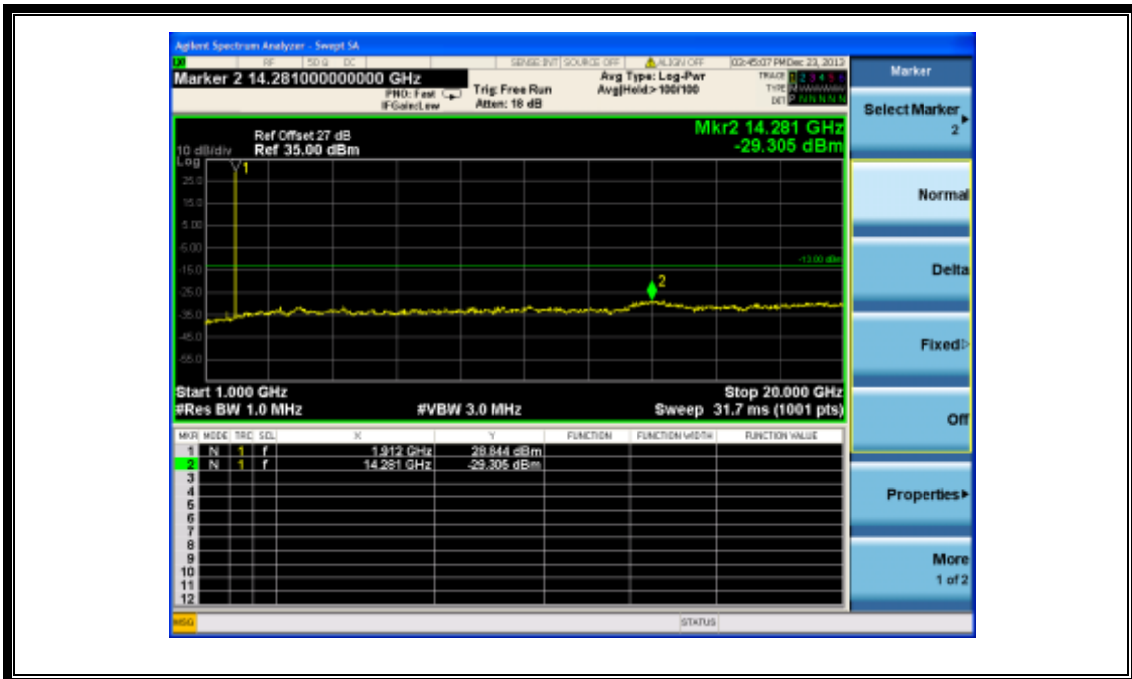 Agilent Spectrum Analyzer - Swept SA
RF 50 Ω DC SENSE:INT SOURCE OFF ALIGN OFF 02:45:07 PM Dec 23, 2013
Marker 2 14.281000000000 GHz
PNO: Fast
IFGain:Low
Trig: Free Run
Atten: 18 dB
Avg Type: Log-Pwr
Avg|Hold:> 100/100
TRACE 1 2 3 4 5 6
TYPE
DET P N N N N N
Marker
Select Marker
2
Normal
Delta
Fixed
Off
Properties
More
1 of 2
Mkr2 14.281 GHz
-29.305 dBm
Ref Offset 27 dB
10 dB/div Ref 35.00 dBm
Log
1
25.0
15.0
5.00
-5.00
-13.00 dBm
-15.0
2
-25.0
-35.0
-45.0
-55.0
Start 1.000 GHz Stop 20.000 GHz
#Res BW 1.0 MHz #VBW 3.0 MHz Sweep 31.7 ms (1001 pts)
MKR MODE TRC SCL X Y FUNCTION FUNCTION WIDTH FUNCTION VALUE
1 N 1 f 1.912 GHz 28.844 dBm
2 N 1 f 14.281 GHz -29.305 dBm
3
4
5
6
7
8
9
10
11
12
MSG STATUS